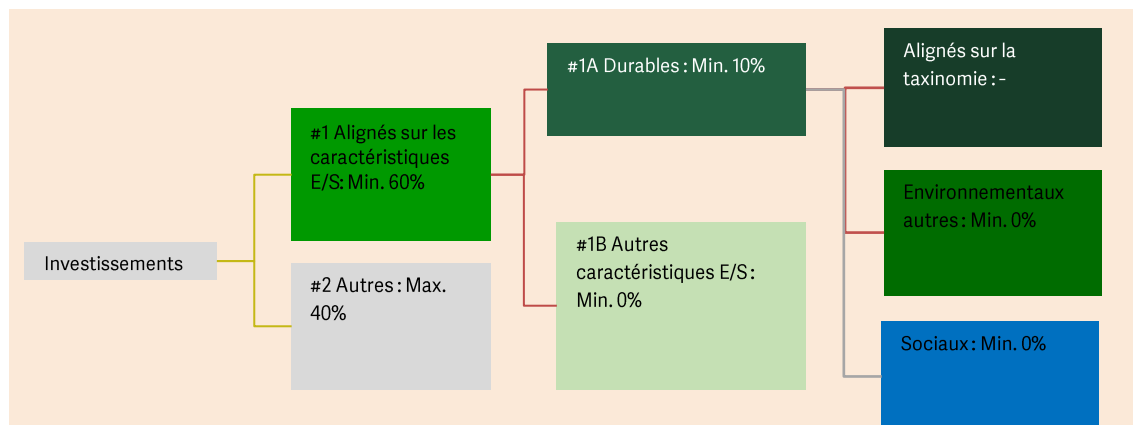 Investissements
#1 Alignés sur les
caractéristiques
E/S: Min. 60%
#2 Autres : Max.
40%
#1A Durables : Min. 10%
#1B Autres
caractéristiques E/S :
Min. 0%
Alignés sur la
taxinomie : -
Environnementaux
autres : Min. 0%
Sociaux : Min. 0%